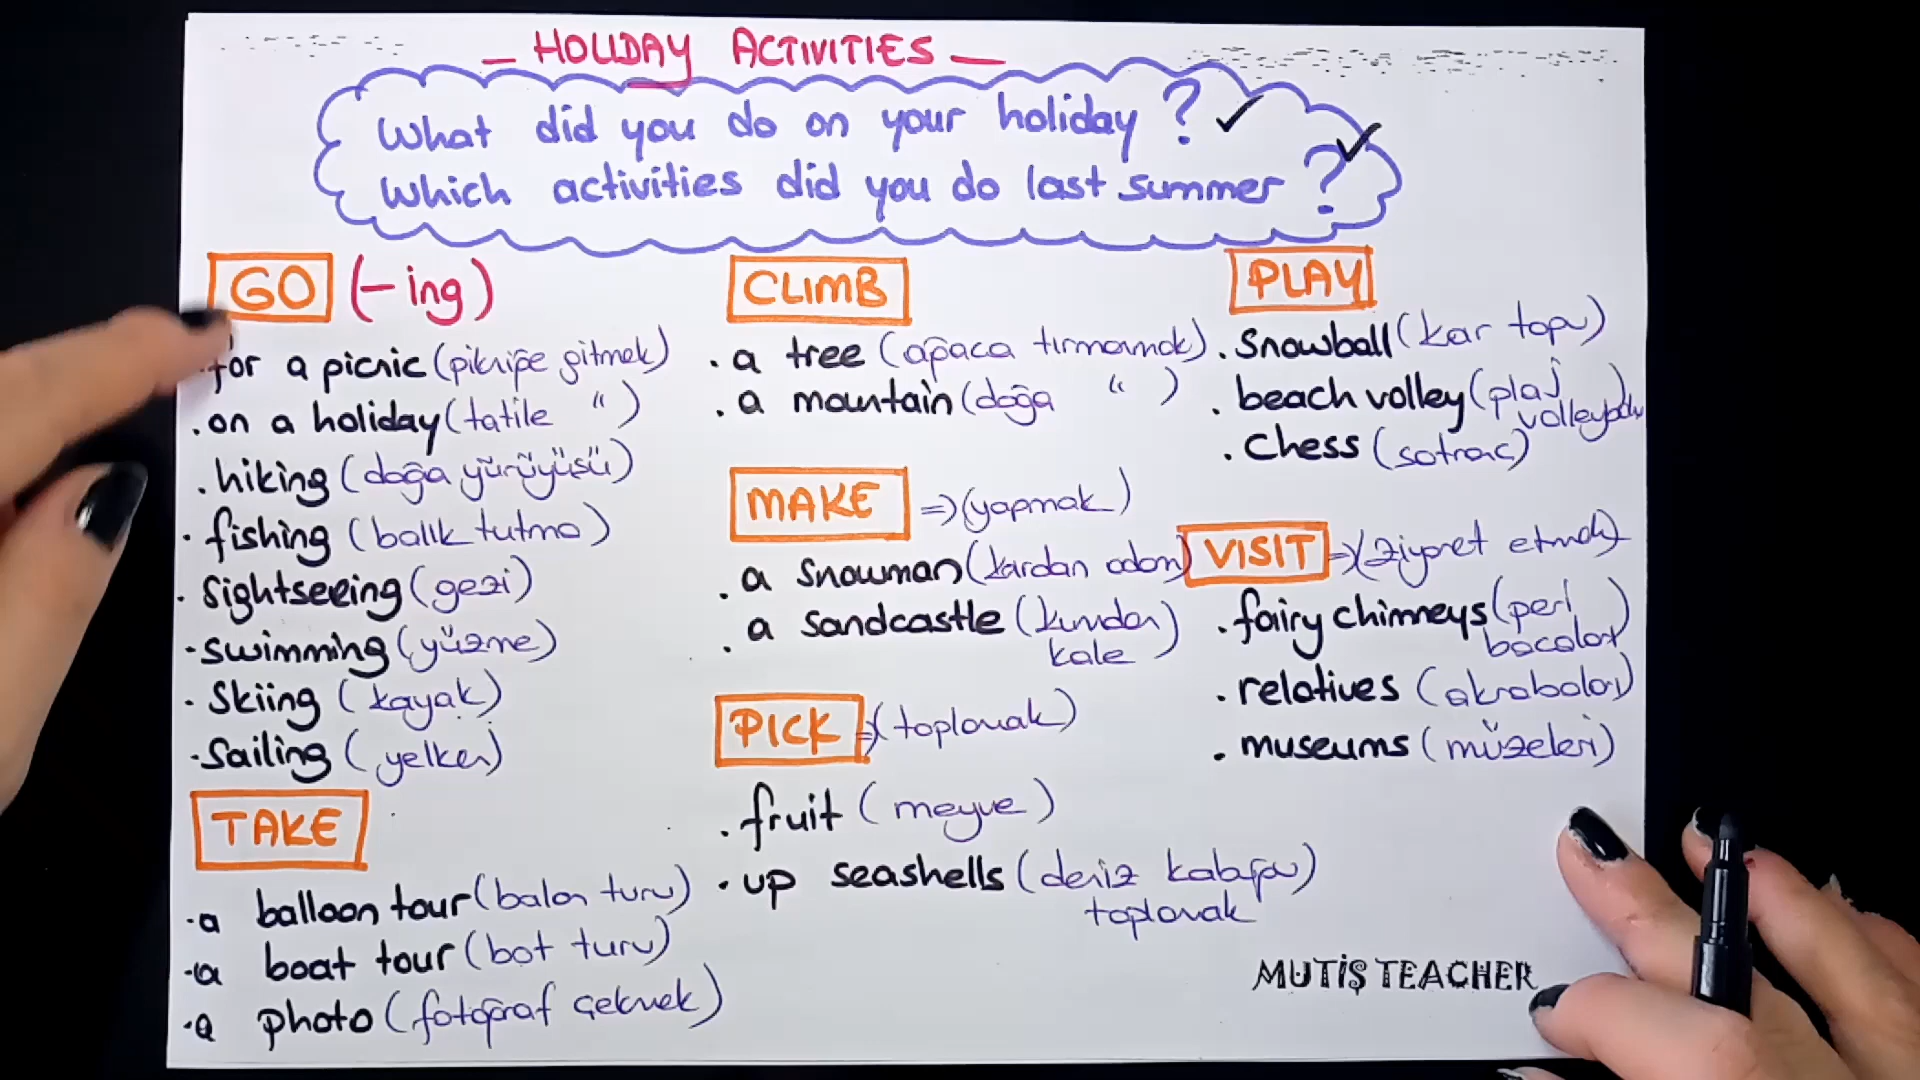 — HOLIDAY ACTIVITIES —
What did you do on your holiday ? ✓
Which activities did you do last summer ? ✓
GO (-ing)
for a picnic (pikniğe gitmek)
. on a holiday (tatile " )
. hiking (doğa yürüyüşü)
. fishing (balık tutma)
. Sightseeing (gezi)
. swimming (yüzme)
. Skiing (kayak)
. Sailing (yelken)
TAKE
. a balloon tour (balon turu)
. a boat tour (bot turu)
. a photo (fotoğraf çekmek)
CLIMB
. a tree (ağaca tırmanmak)
. a mountain (dağa " )
MAKE => (yapmak)
. a snowman (kardan adam)
. a sandcastle (kumdan
kale)
PICK => (toplamak)
. fruit (meyve)
. up seashells (deniz kabuğu)
toplamak
PLAY
. Snowball (kar topu)
. beach volley (plaj
volleybolu)
. Chess (satranç)
VISIT => (ziyaret etmek)
. fairy chimneys (peri
bacaları)
. relatives (akrabaları)
. museums (müzeleri)
MUTİŞ TEACHER